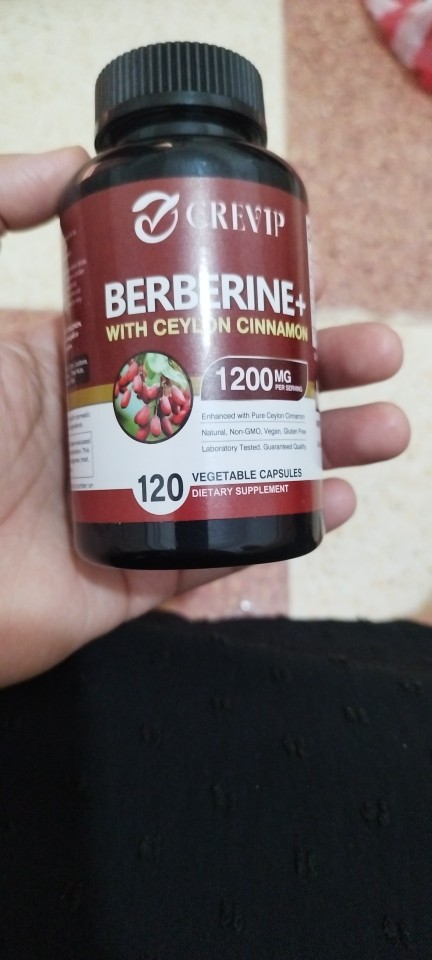 CREVIP
BERBERINE+
WITH CEYLON CINNAMON
1200 MG
PER SERVING
Enhanced with Pure Ceylon Cinnamon
Natural, Non-GMO, Vegan, Gluten Free
Laboratory Tested, Guaranteed Quality
120 VEGETABLE CAPSULES
DIETARY SUPPLEMENT